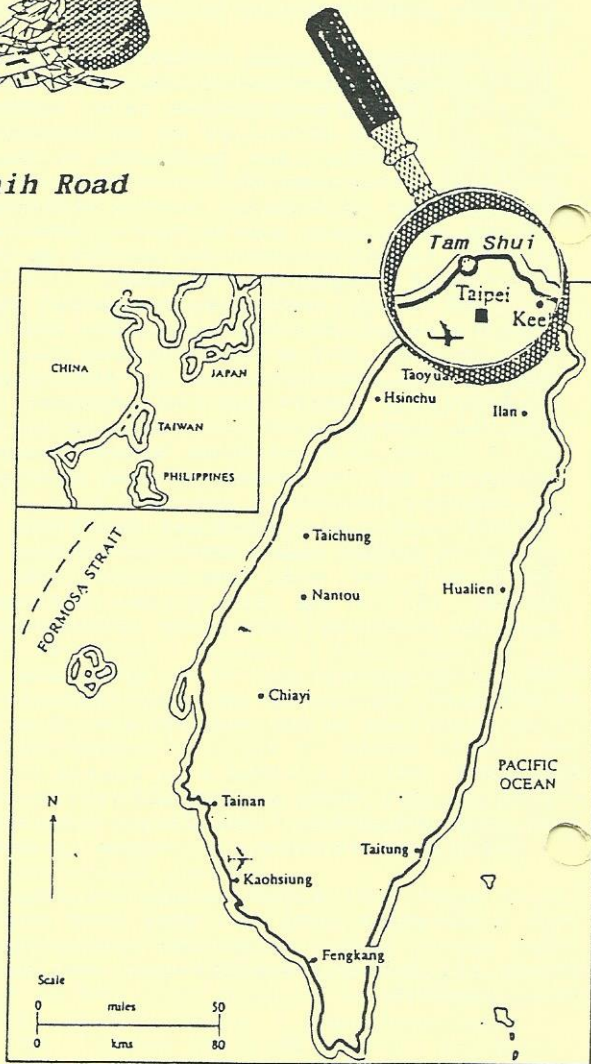 ih Road
Tam Shui
Taipei
Kee
Taoyuan
Hsinchu
Ilan
CHINA
JAPAN
TAIWAN
PHILIPPINES
FORMOSA STRAIT
Taichung
Nantou
Hualien
Chiayi
PACIFIC
OCEAN
N
Tainan
Taitung
Kaohsiung
Fengkang
Scale
0 miles 50
0 kms 80